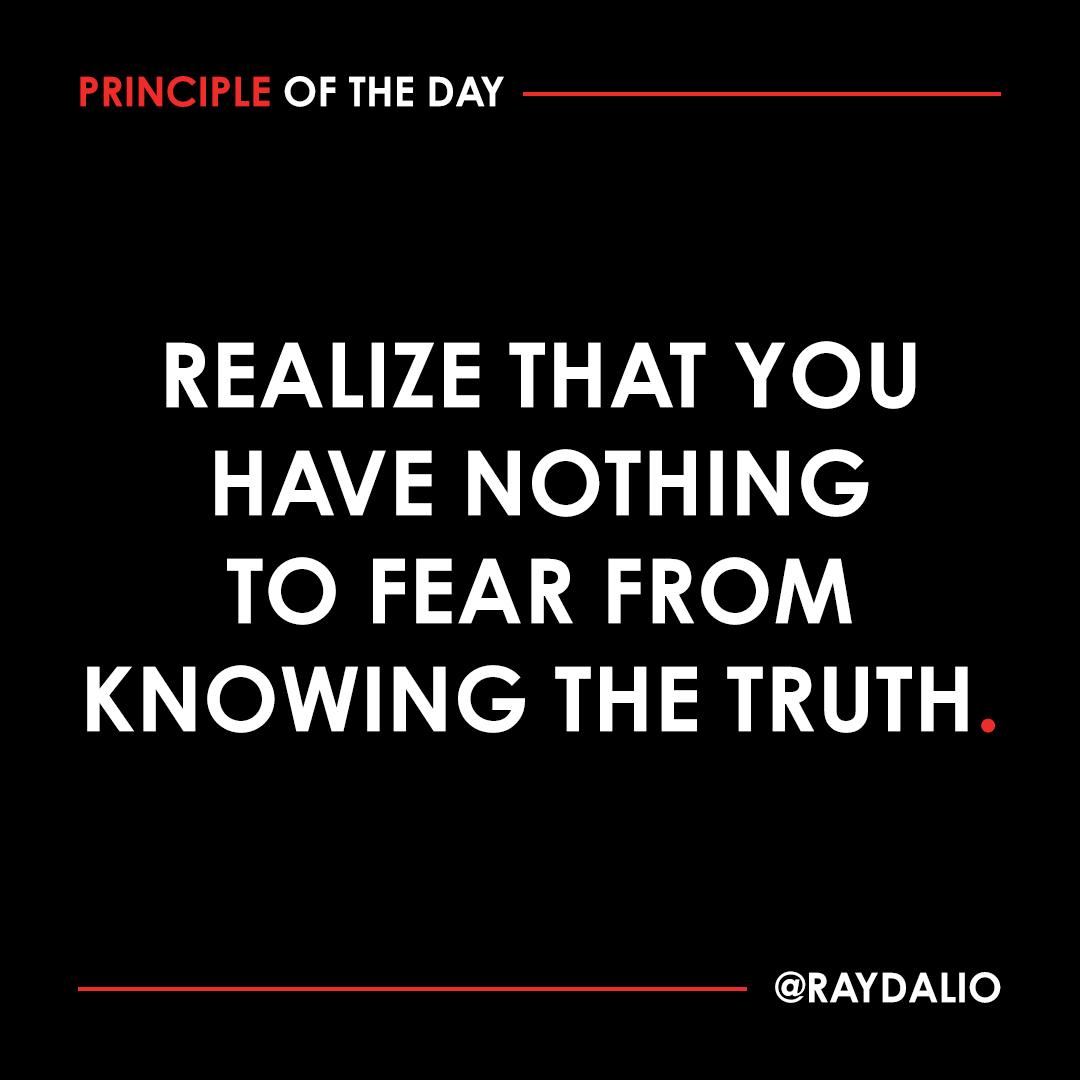 PRINCIPLE OF THE DAY
REALIZE THAT YOU
HAVE NOTHING
TO FEAR FROM
KNOWING THE TRUTH.
@RAYDALIO